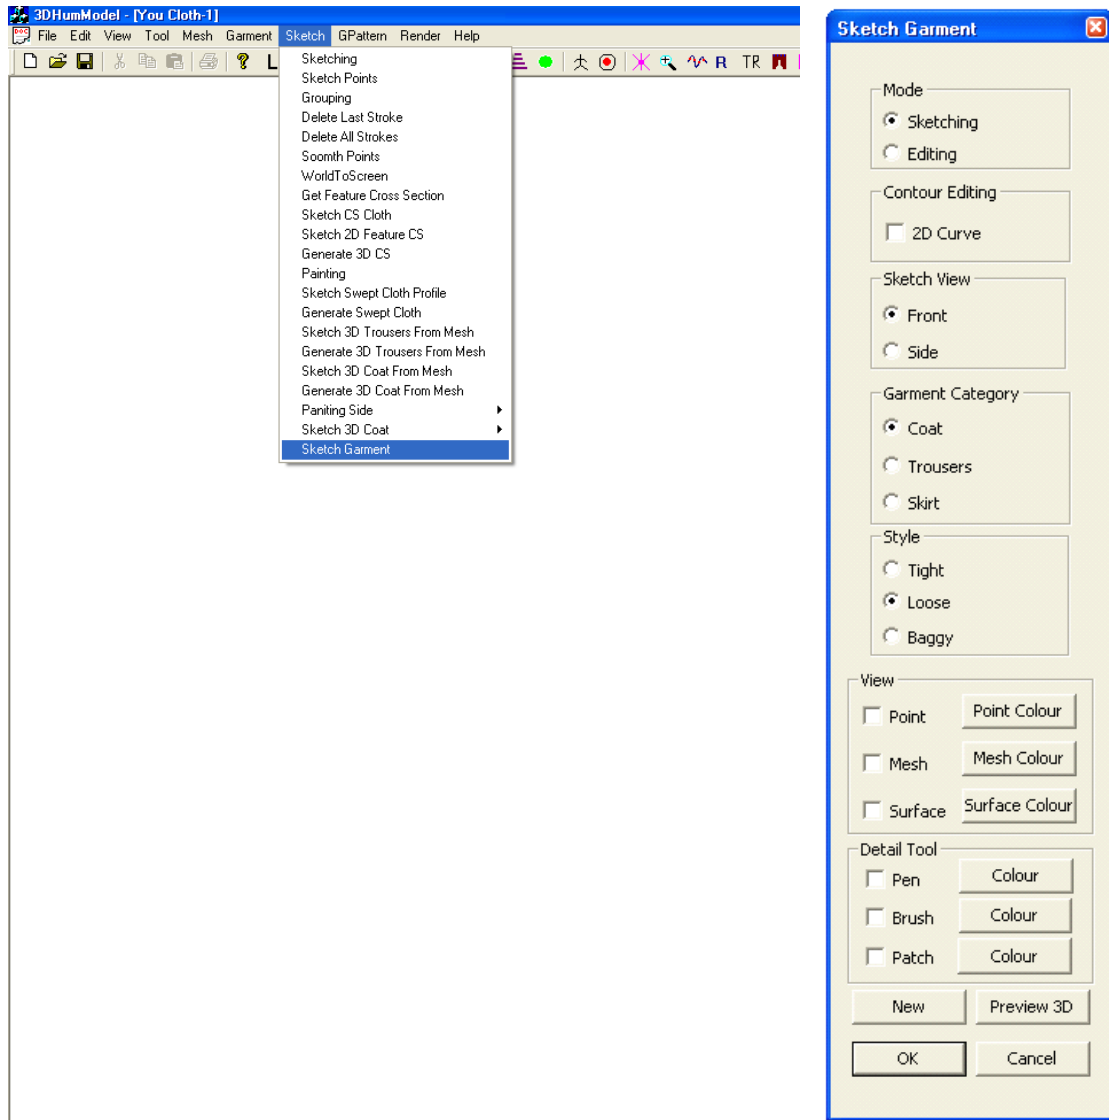 3DHumModel - [You Cloth-1]
File Edit View Tool Mesh Garment Sketch GPattern Render Help
L R TR
Sketching
Sketch Points
Grouping
Delete Last Stroke
Delete All Strokes
Soomth Points
WorldToScreen
Get Feature Cross Section
Sketch CS Cloth
Sketch 2D Feature CS
Generate 3D CS
Painting
Sketch Swept Cloth Profile
Generate Swept Cloth
Sketch 3D Trousers From Mesh
Generate 3D Trousers From Mesh
Sketch 3D Coat From Mesh
Generate 3D Coat From Mesh
Paniting Side
Sketch 3D Coat
Sketch Garment
Sketch Garment
Mode
Sketching
Editing
Contour Editing
2D Curve
Sketch View
Front
Side
Garment Category
Coat
Trousers
Skirt
Style
Tight
Loose
Baggy
View
Point Point Colour
Mesh Mesh Colour
Surface Surface Colour
Detail Tool
Pen Colour
Brush Colour
Patch Colour
New Preview 3D
OK Cancel